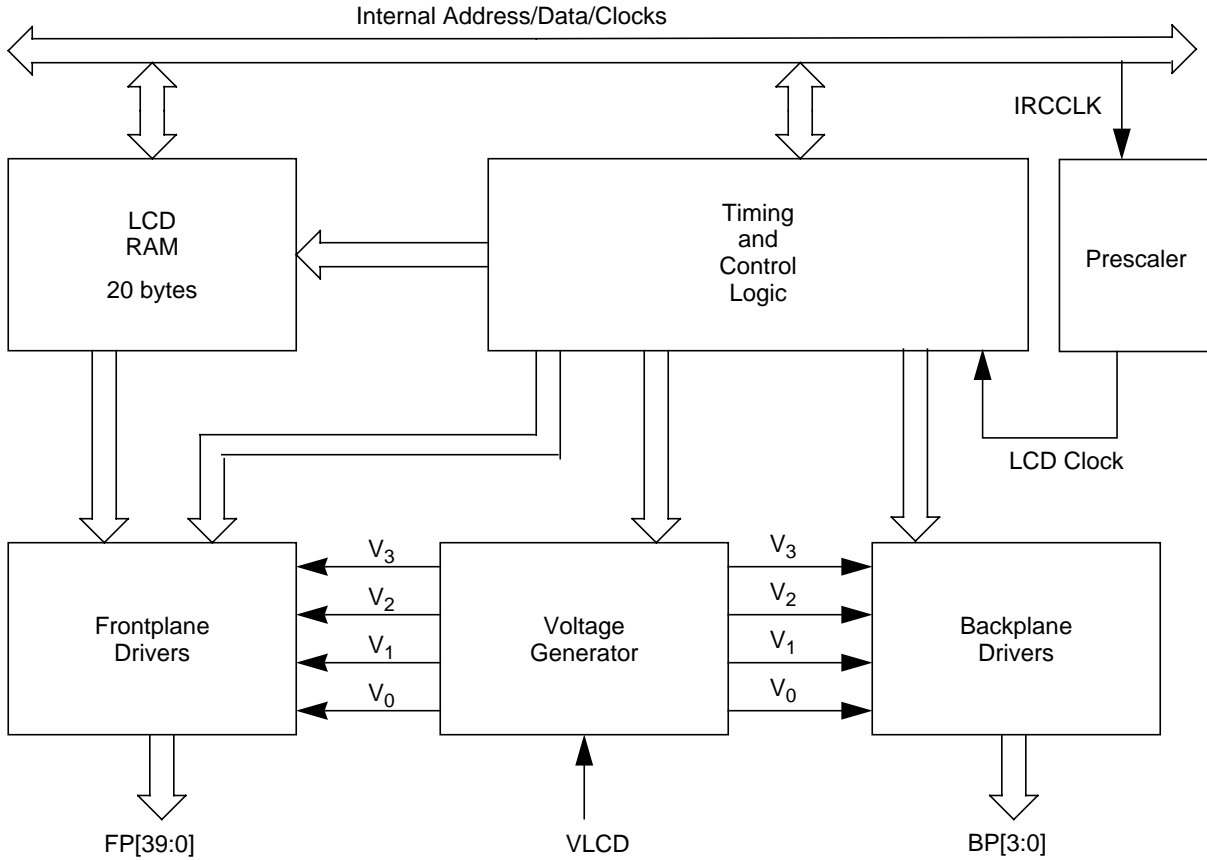 Internal Address/Data/Clocks
IRCCLK
LCD
RAM
20 bytes
Timing
and
Control
Logic
Prescaler
LCD Clock
V3
V2
V1
V0
V3
V2
V1
V0
Frontplane
Drivers
Voltage
Generator
Backplane
Drivers
FP[39:0]
VLCD
BP[3:0]